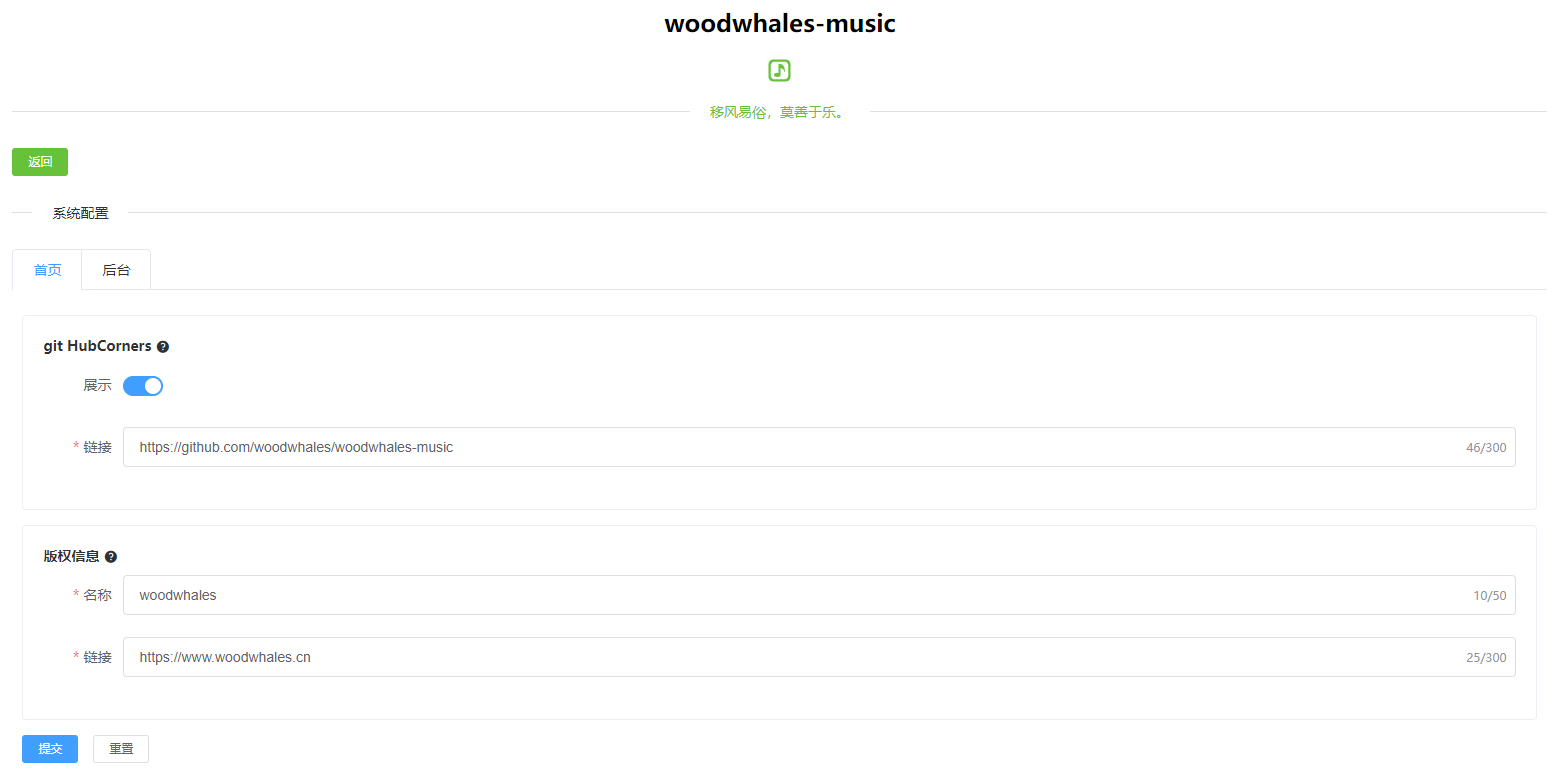 woodwhales-music
移风易俗，莫善于乐。
返回
系统配置
首页 后台
git HubCorners
展示
* 链接 https://github.com/woodwhales/woodwhales-music 46/300
版权信息
* 名称 woodwhales 10/50
* 链接 https://www.woodwhales.cn 25/300
提交 重置